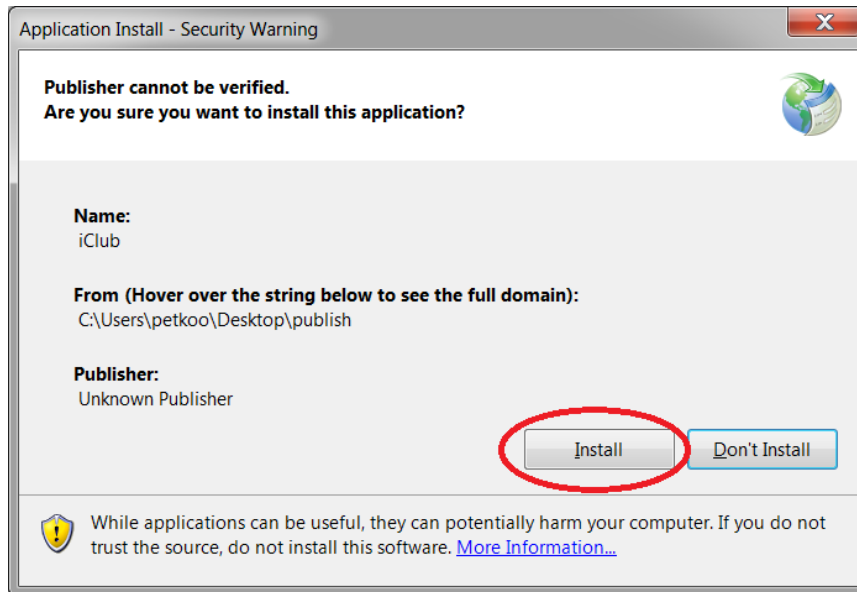 Application Install - Security Warning
Publisher cannot be verified.
Are you sure you want to install this application?
Name:
iClub
From (Hover over the string below to see the full domain):
C:\Users\petkoo\Desktop\publish
Publisher:
Unknown Publisher
Install
Don't Install
While applications can be useful, they can potentially harm your computer. If you do not
trust the source, do not install this software. More Information...